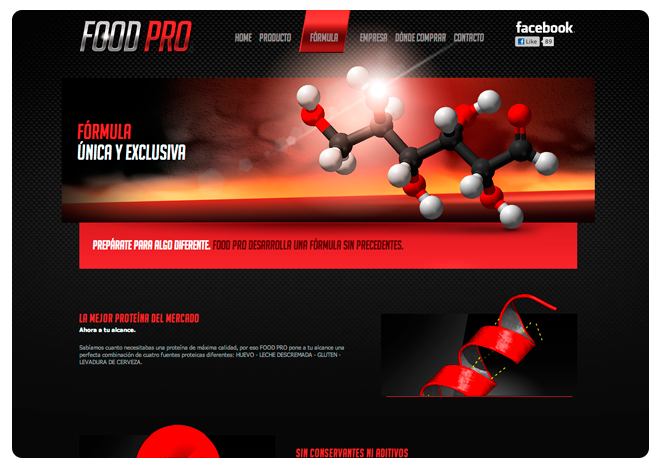 FOOD PRO
HOME PRODUCTO FÓRMULA EMPRESA DÓNDE COMPRAR CONTACTO
facebook
Like 89
FÓRMULA
ÚNICA Y EXCLUSIVA
PREPÁRATE PARA ALGO DIFERENTE. FOOD PRO DESARROLLA UNA FÓRMULA SIN PRECEDENTES.
LA MEJOR PROTEÍNA DEL MERCADO
Ahora a tu alcance.
Sabíamos cuanto necesitabas una proteína de máxima calidad, por eso FOOD PRO pone a tu alcance una
perfecta combinación de cuatro fuentes proteicas diferentes: HUEVO - LECHE DESCREMADA - GLUTEN -
LEVADURA DE CERVEZA.
SIN CONSERVANTES NI ADITIVOS